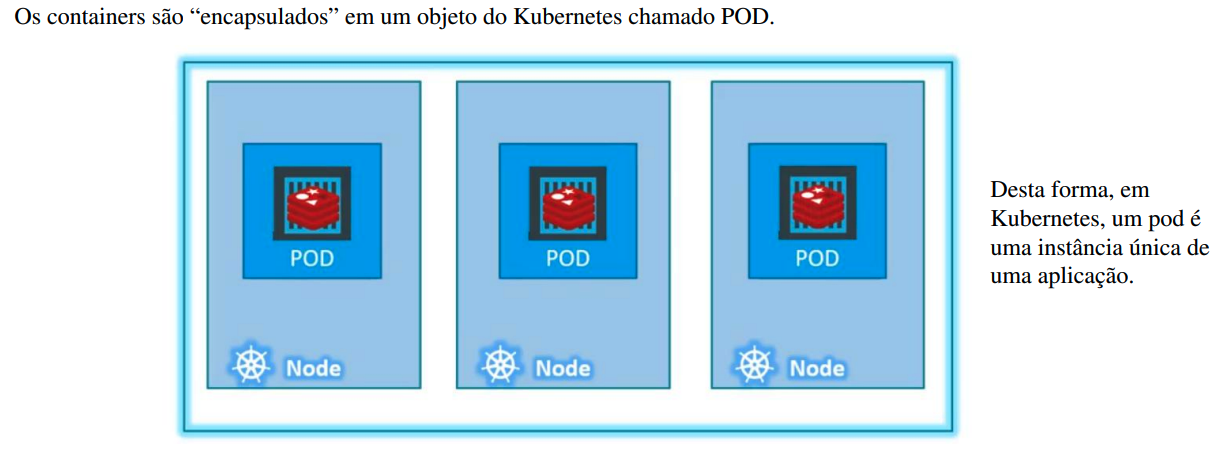 Os containers são “encapsulados” em um objeto do Kubernetes chamado POD.
POD
POD
POD
Node
Node
Node
Desta forma, em
Kubernetes, um pod é
uma instância única de
uma aplicação.